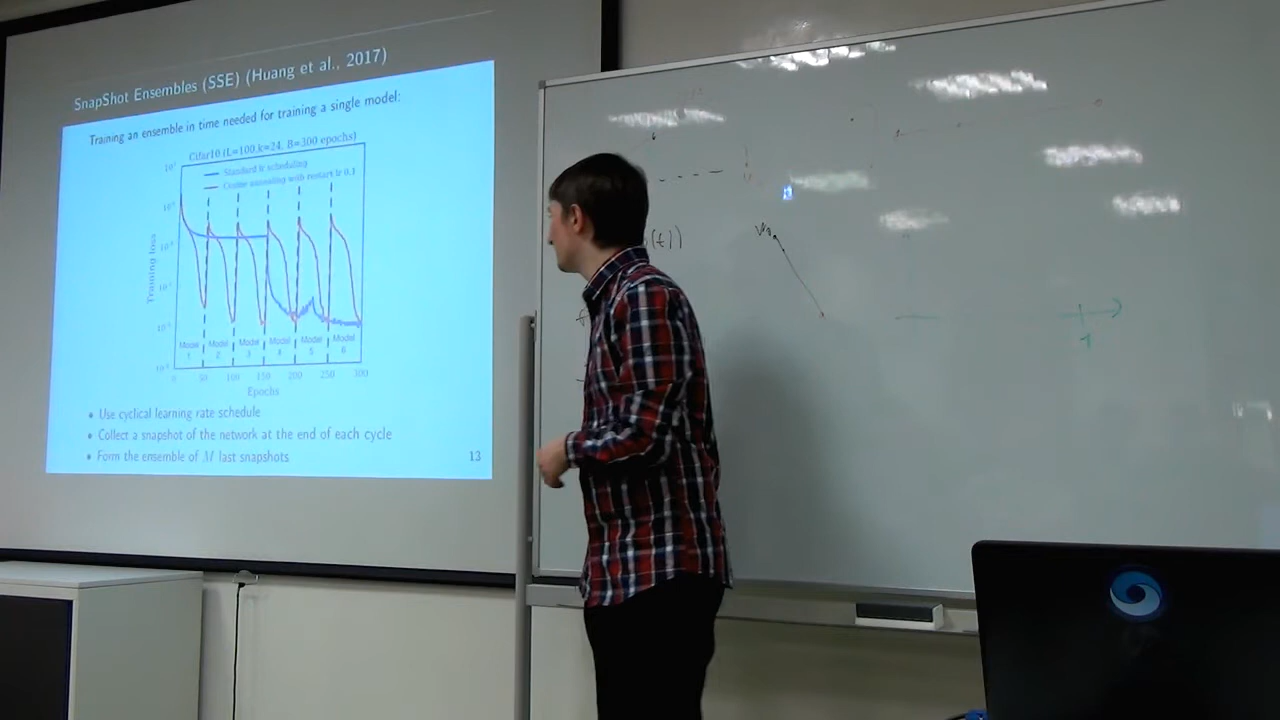 SnapShot Ensembles (SSE) (Huang et al., 2017)
Training an ensemble in time needed for training a single model:
Cifar10 (L=100,k=24, B=300 epochs)
Standard lr scheduling
Cosine annealing with restart lr 0.1
Training loss
Model 1
Model 2
Model 3
Model 4
Model 5
Model 6
0 50 100 150 200 250 300
Epochs
• Use cyclical learning rate schedule
• Collect a snapshot of the network at the end of each cycle
• Form the ensemble of M last snapshots
13
(t))
1